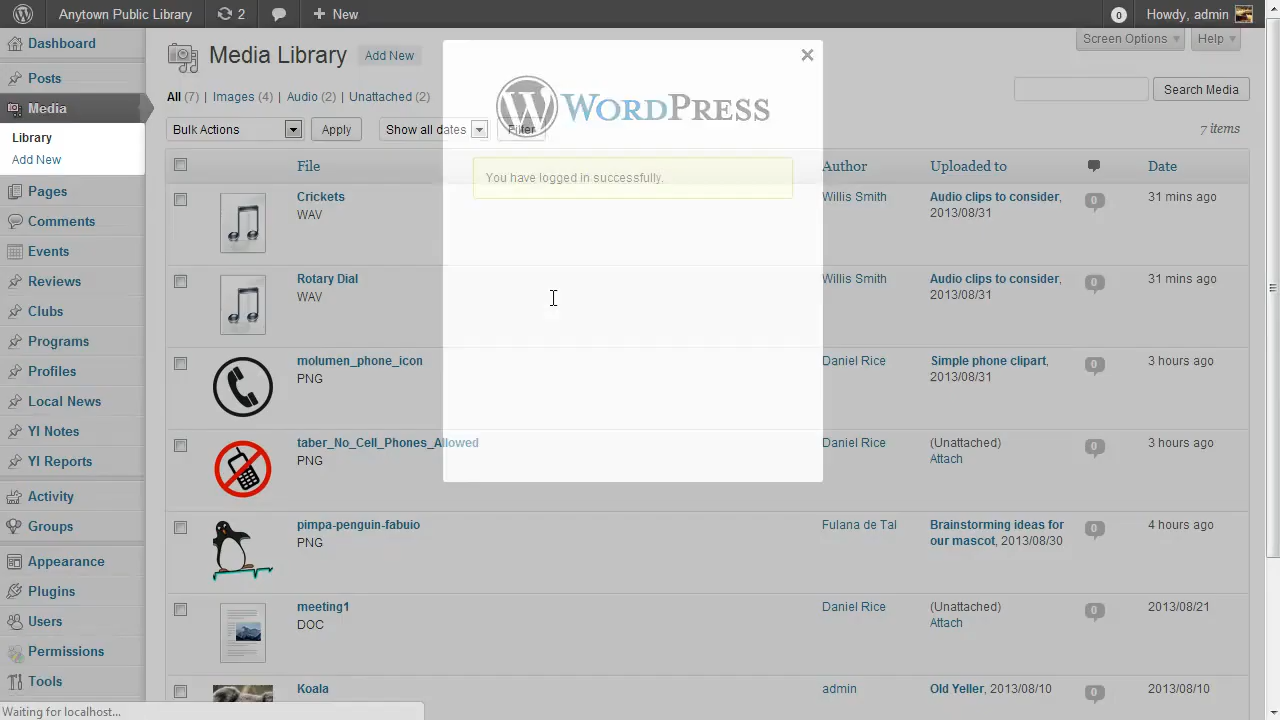 Anytown Public Library 2 New 0 Howdy, admin
Dashboard
Posts
Media
Library
Add New
Pages
Comments
Events
Reviews
Clubs
Programs
Profiles
Local News
YI Notes
YI Reports
Activity
Groups
Appearance
Plugins
Users
Permissions
Tools
Media Library Add New
Screen Options Help
All (7) | Images (4) | Audio (2) | Unattached (2)
Search Media
Bulk Actions Apply Show all dates Filter
7 items
WORDPRESS
You have logged in successfully.
File Author Uploaded to Date
Crickets Willis Smith Audio clips to consider, 0 31 mins ago
WAV 2013/08/31
Rotary Dial Willis Smith Audio clips to consider, 0 31 mins ago
WAV 2013/08/31
molumen_phone_icon Daniel Rice Simple phone clipart, 0 3 hours ago
PNG 2013/08/31
taber_No_Cell_Phones_Allowed Daniel Rice (Unattached) 0 3 hours ago
PNG Attach
pimpa-penguin-fabuio Fulana de Tal Brainstorming ideas for 0 4 hours ago
PNG our mascot, 2013/08/30
meeting1 Daniel Rice (Unattached) 0 2013/08/21
DOC Attach
Koala admin Old Yeller, 2013/08/10 0 2013/08/10
Waiting for localhost...